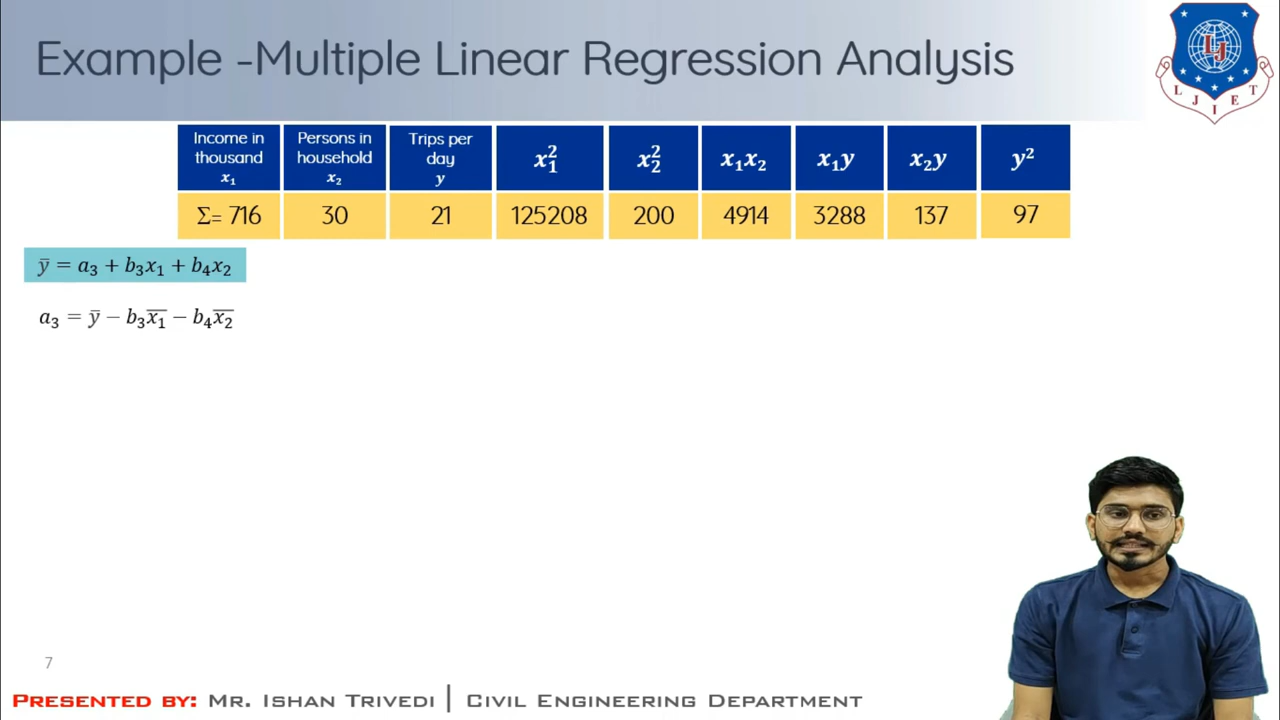 Example -Multiple Linear Regression Analysis
L J
L J I E T
Income in thousand x₁ | Persons in household x₂ | Trips per day y | x₁² | x₂² | x₁x₂ | x₁y | x₂y | y²
Σ= 716 | 30 | 21 | 125208 | 200 | 4914 | 3288 | 137 | 97
ȳ = a₃ + b₃x₁ + b₄x₂
a₃ = ȳ − b₃x̅₁ − b₄x̅₂
7
PRESENTED BY: MR. ISHAN TRIVEDI | CIVIL ENGINEERING DEPARTMENT